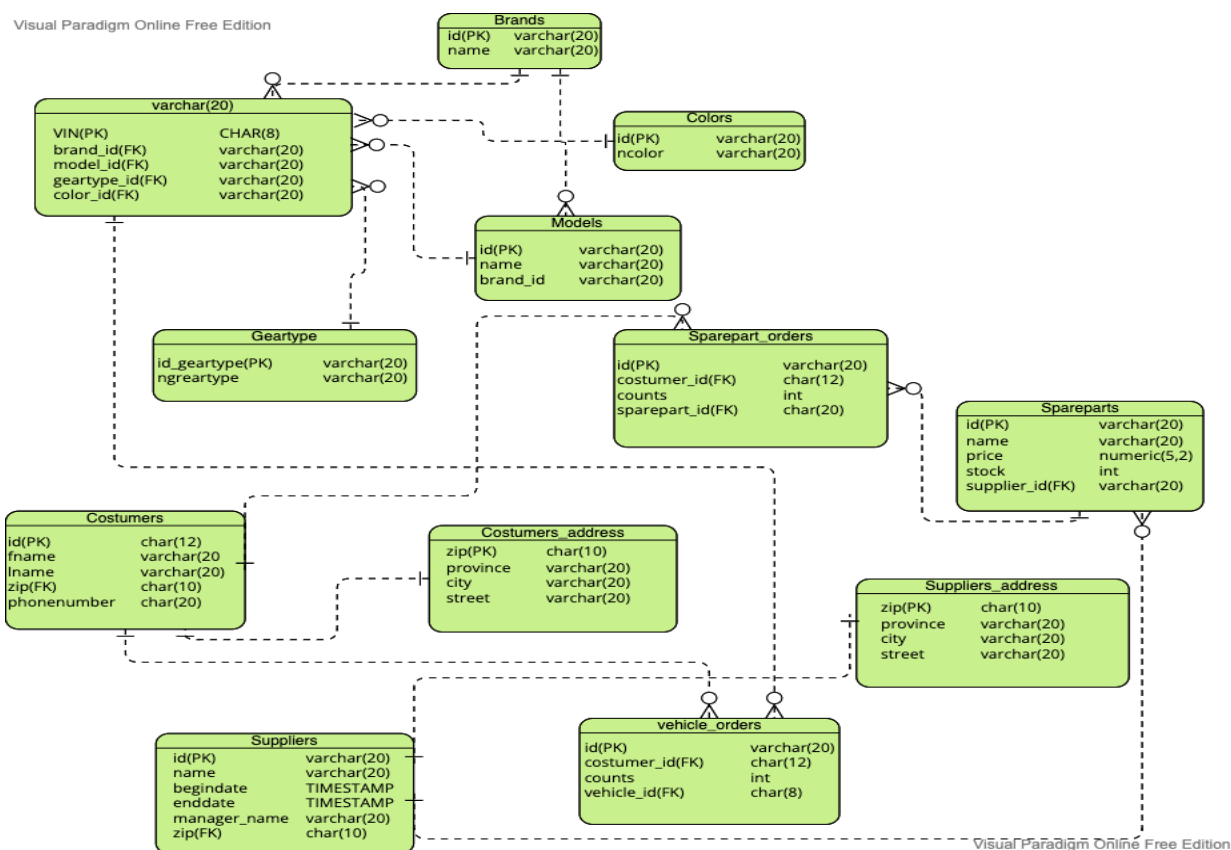 Visual Paradigm Online Free Edition
Brands
id(PK) varchar(20)
name varchar(20)
varchar(20)
VIN(PK) CHAR(8)
brand_id(FK) varchar(20)
model_id(FK) varchar(20)
geartype_id(FK) varchar(20)
color_id(FK) varchar(20)
Colors
id(PK) varchar(20)
ncolor varchar(20)
Models
id(PK) varchar(20)
name varchar(20)
brand_id varchar(20)
Geartype
id_geartype(PK) varchar(20)
ngreartype varchar(20)
Sparepart_orders
id(PK) varchar(20)
costumer_id(FK) char(12)
counts int
sparepart_id(FK) char(20)
Spareparts
id(PK) varchar(20)
name varchar(20)
price numeric(5,2)
stock int
supplier_id(FK) varchar(20)
Costumers
id(PK) char(12)
fname varchar(20
lname varchar(20)
zip(FK) char(10)
phonenumber char(20)
Costumers_address
zip(PK) char(10)
province varchar(20)
city varchar(20)
street varchar(20)
Suppliers_address
zip(PK) char(10)
province varchar(20)
city varchar(20)
street varchar(20)
Suppliers
id(PK) varchar(20)
name varchar(20)
begindate TIMESTAMP
enddate TIMESTAMP
manager_name varchar(20)
zip(FK) char(10)
vehicle_orders
id(PK) varchar(20)
costumer_id(FK) char(12)
counts int
vehicle_id(FK) char(8)
Visual Paradigm Online Free Edition